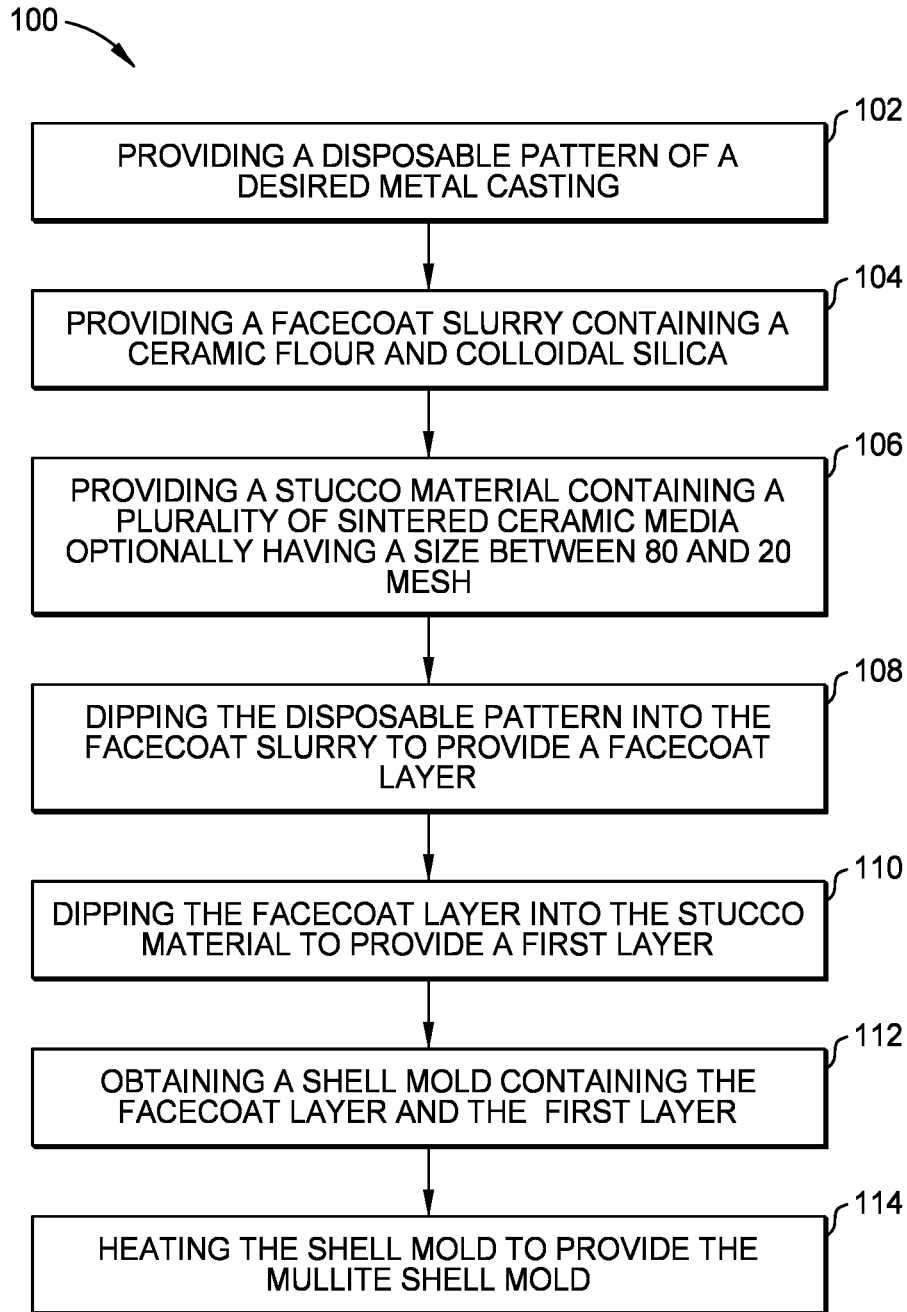 100
102
PROVIDING A DISPOSABLE PATTERN OF A
DESIRED METAL CASTING
104
PROVIDING A FACECOAT SLURRY CONTAINING A
CERAMIC FLOUR AND COLLOIDAL SILICA
106
PROVIDING A STUCCO MATERIAL CONTAINING A
PLURALITY OF SINTERED CERAMIC MEDIA
OPTIONALLY HAVING A SIZE BETWEEN 80 AND 20
MESH
108
DIPPING THE DISPOSABLE PATTERN INTO THE
FACECOAT SLURRY TO PROVIDE A FACECOAT
LAYER
110
DIPPING THE FACECOAT LAYER INTO THE STUCCO
MATERIAL TO PROVIDE A FIRST LAYER
112
OBTAINING A SHELL MOLD CONTAINING THE
FACECOAT LAYER AND THE FIRST LAYER
114
HEATING THE SHELL MOLD TO PROVIDE THE
MULLITE SHELL MOLD